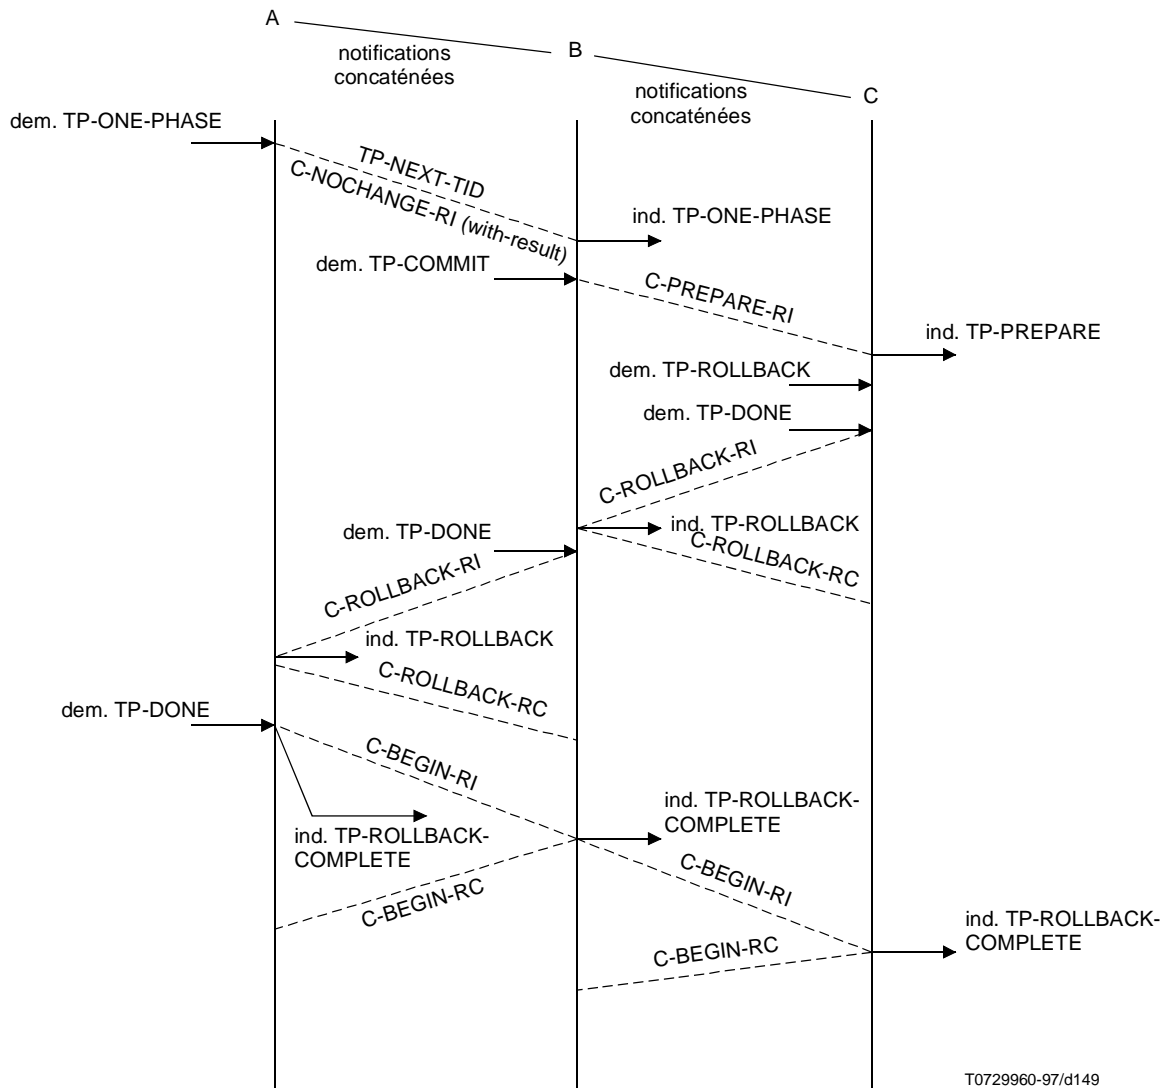 A
notifications
concaténées
B
notifications
concaténées
C
dem. TP-ONE-PHASE
TP-NEXT-TID
C-NOCHANGE-RI (with-result)
ind. TP-ONE-PHASE
dem. TP-COMMIT
C-PREPARE-RI
ind. TP-PREPARE
dem. TP-ROLLBACK
dem. TP-DONE
C-ROLLBACK-RI
ind. TP-ROLLBACK
dem. TP-DONE
C-ROLLBACK-RC
C-ROLLBACK-RI
ind. TP-ROLLBACK
C-ROLLBACK-RC
dem. TP-DONE
C-BEGIN-RI
ind. TP-ROLLBACK-
COMPLETE
ind. TP-ROLLBACK-
COMPLETE
C-BEGIN-RI
C-BEGIN-RC
ind. TP-ROLLBACK-
COMPLETE
C-BEGIN-RC
T0729960-97/d149